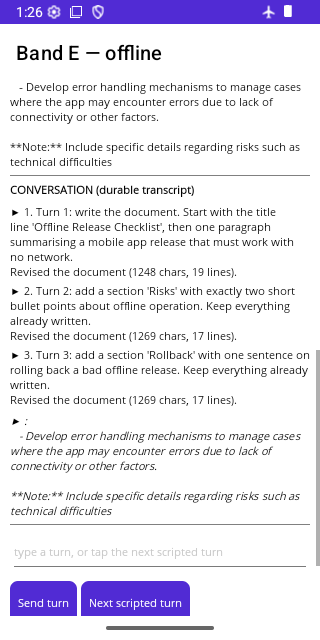 1:26
Band E — offline
- Develop error handling mechanisms to manage cases
where the app may encounter errors due to lack of
connectivity or other factors.
**Note:** Include specific details regarding risks such as
technical difficulties
CONVERSATION (durable transcript)
► 1. Turn 1: write the document. Start with the title
line 'Offline Release Checklist', then one paragraph
summarising a mobile app release that must work with
no network.
Revised the document (1248 chars, 19 lines).
► 2. Turn 2: add a section 'Risks' with exactly two short
bullet points about offline operation. Keep everything
already written.
Revised the document (1269 chars, 17 lines).
► 3. Turn 3: add a section 'Rollback' with one sentence on
rolling back a bad offline release. Keep everything already
written.
Revised the document (1269 chars, 17 lines).
► :
- Develop error handling mechanisms to manage cases
where the app may encounter errors due to lack of
connectivity or other factors.
**Note:** Include specific details regarding risks such as
technical difficulties
type a turn, or tap the next scripted turn
Send turn Next scripted turn